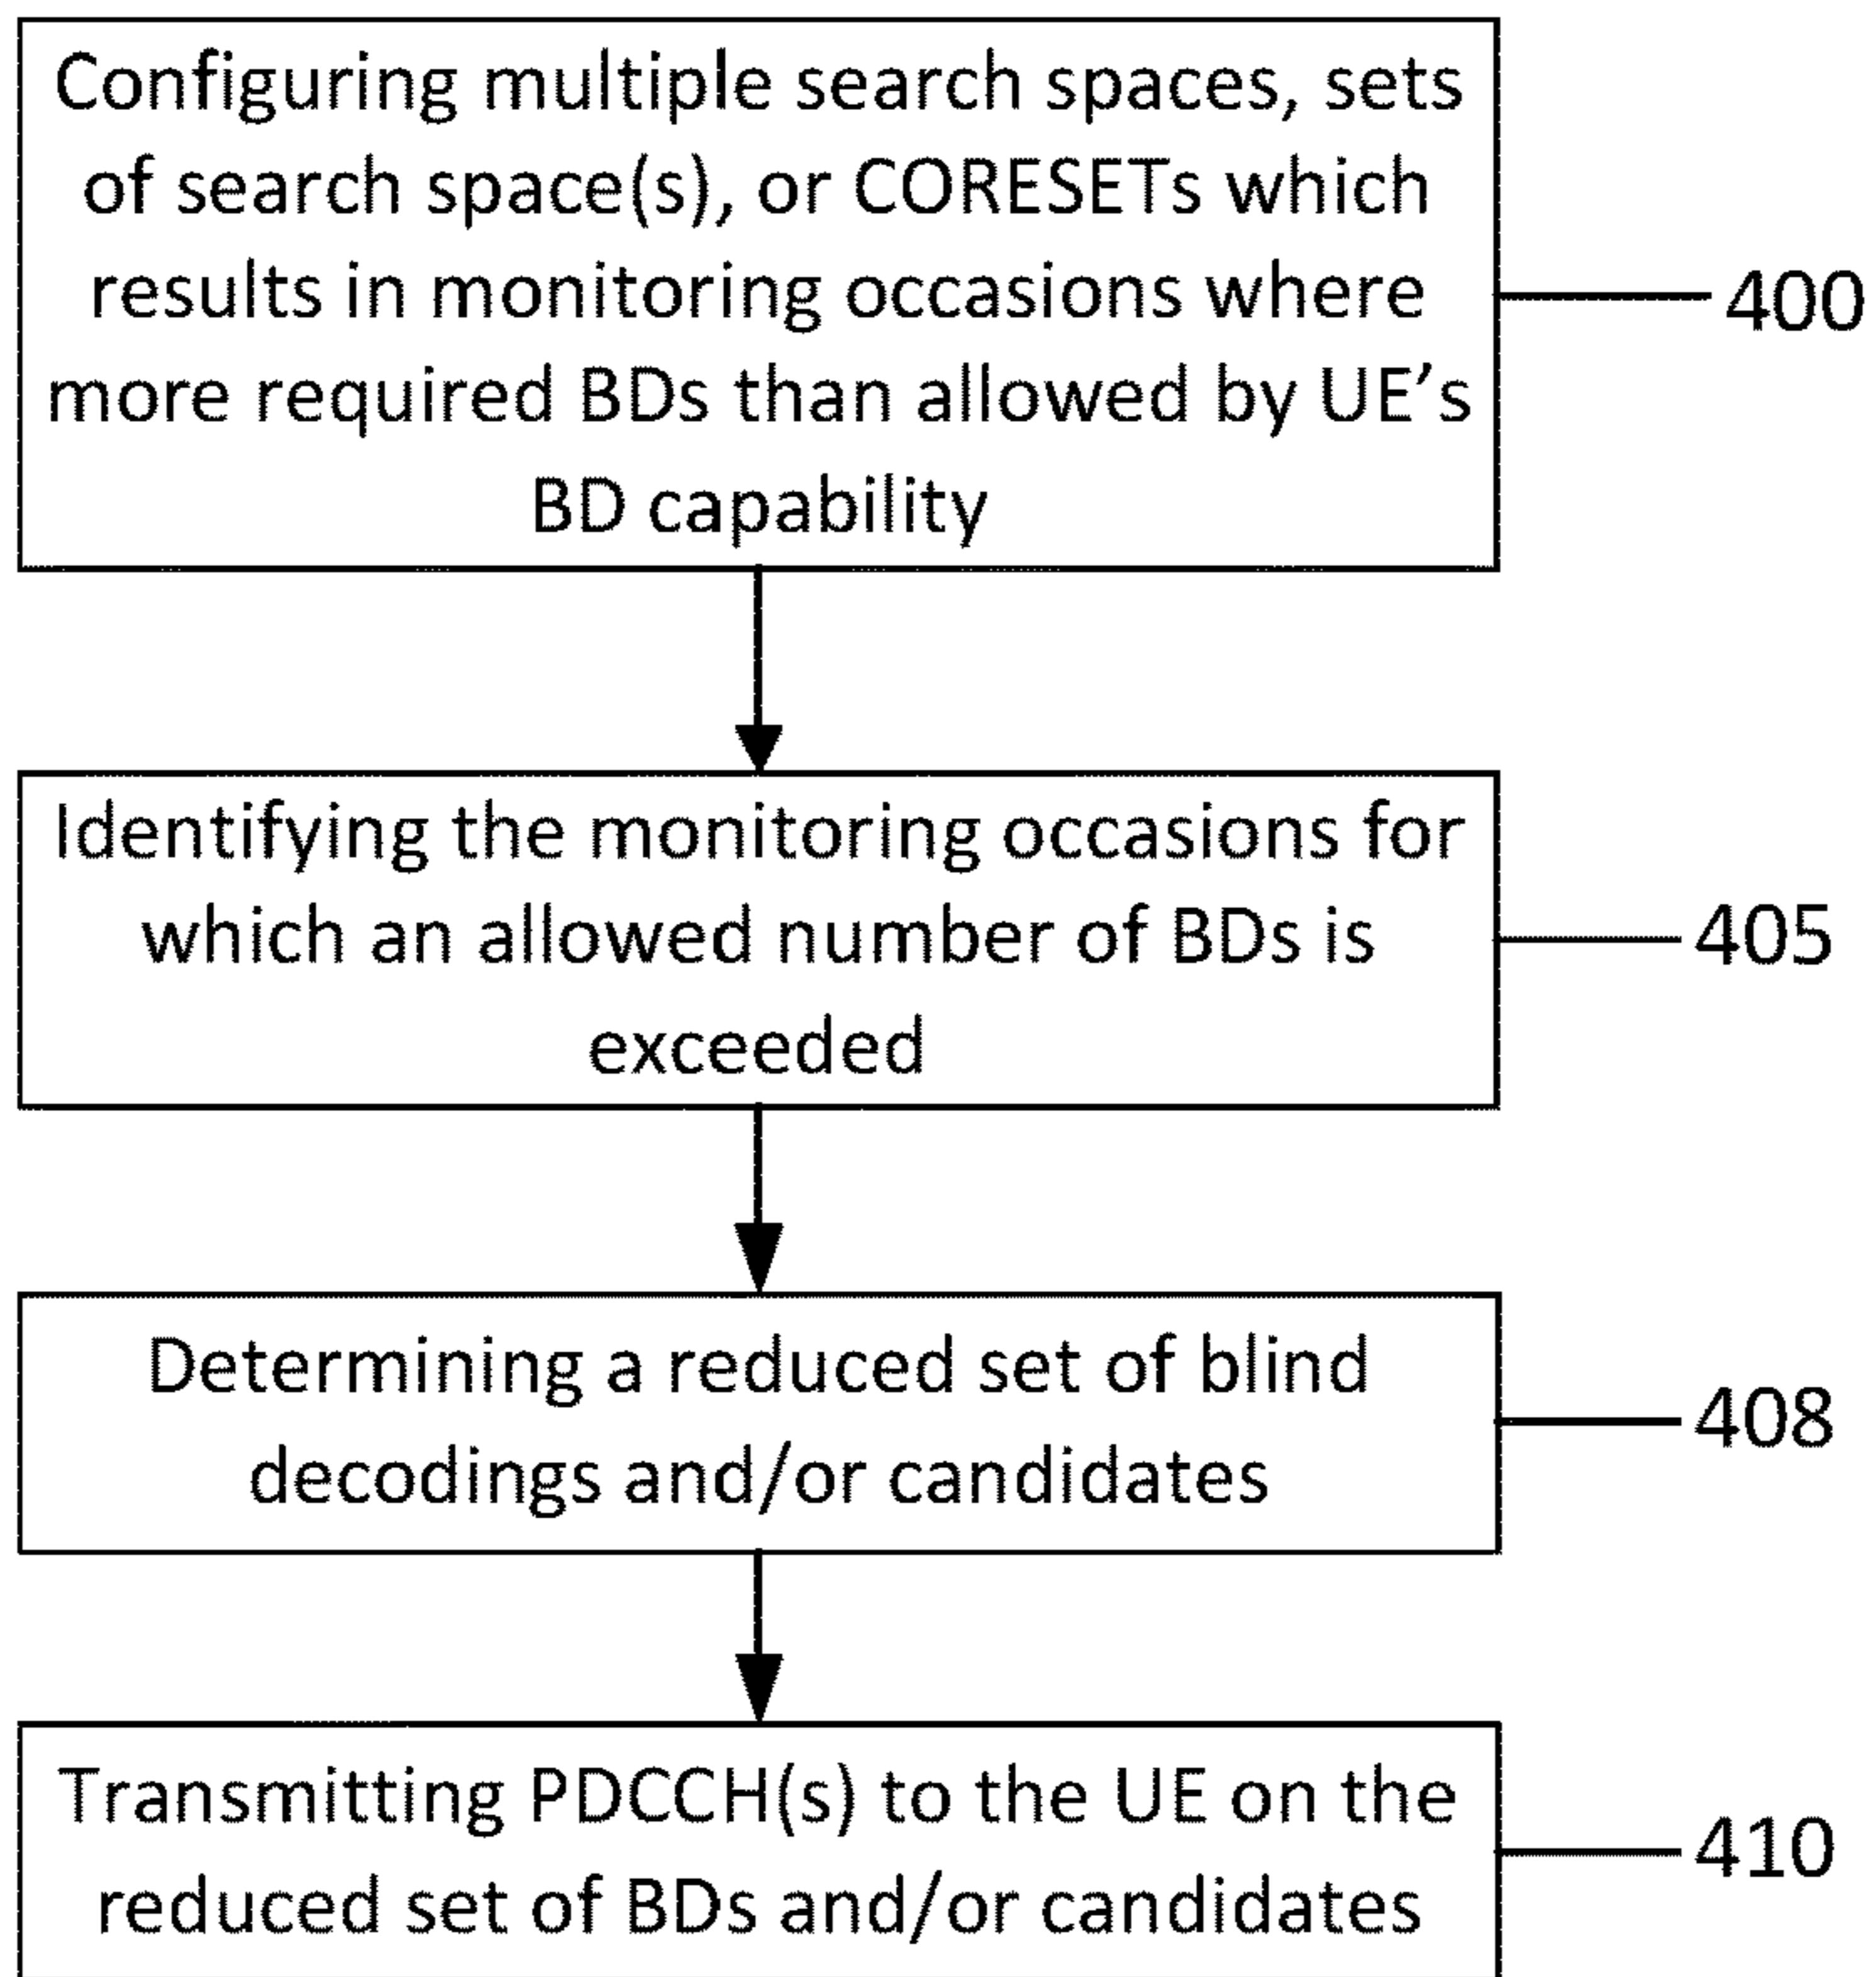 Configuring multiple search spaces, sets
of search space(s), or CORESETs which
results in monitoring occasions where
more required BDs than allowed by UE's
BD capability
400
Identifying the monitoring occasions for
which an allowed number of BDs is
exceeded
405
Determining a reduced set of blind
decodings and/or candidates
408
Transmitting PDCCH(s) to the UE on the
reduced set of BDs and/or candidates
410